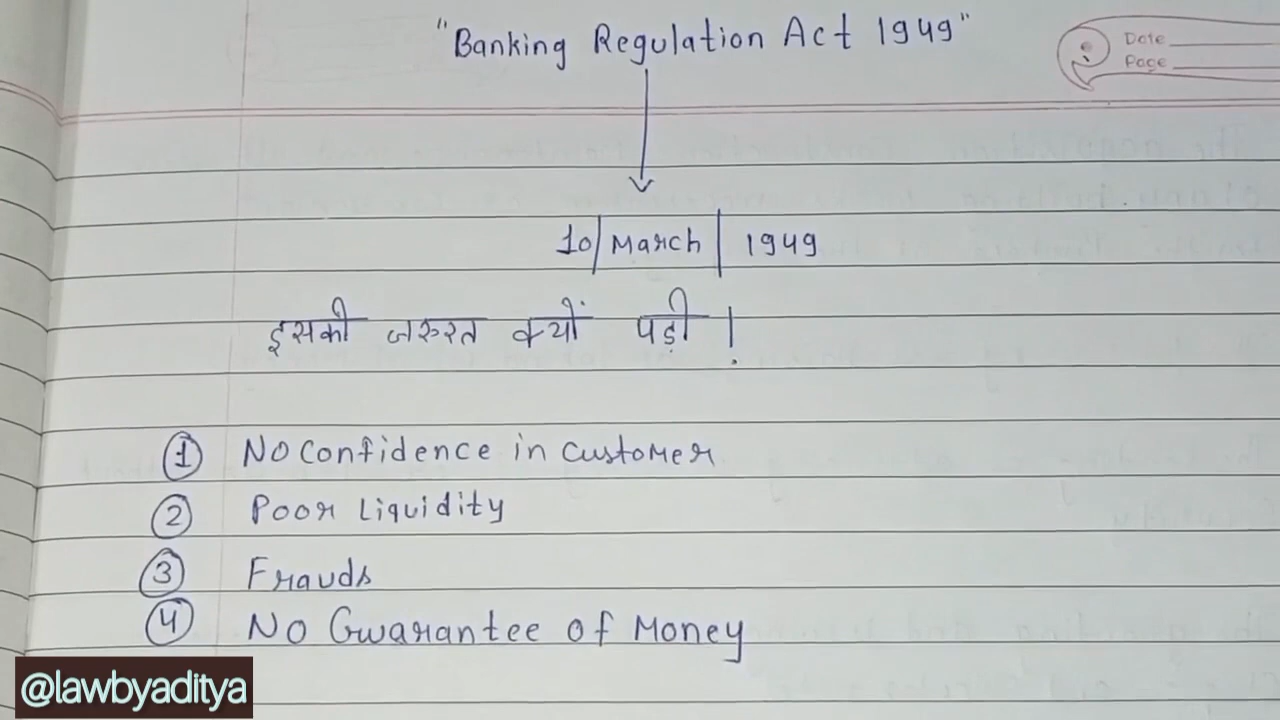 "Banking Regulation Act 1949"
Date
Page
10/March/1949
इसकी जरुरत क्यों पड़ी !
① No Confidence in Customer
② Poor Liquidity
③ Frauds
④ No Gwarantee of Money
@lawbyaditya